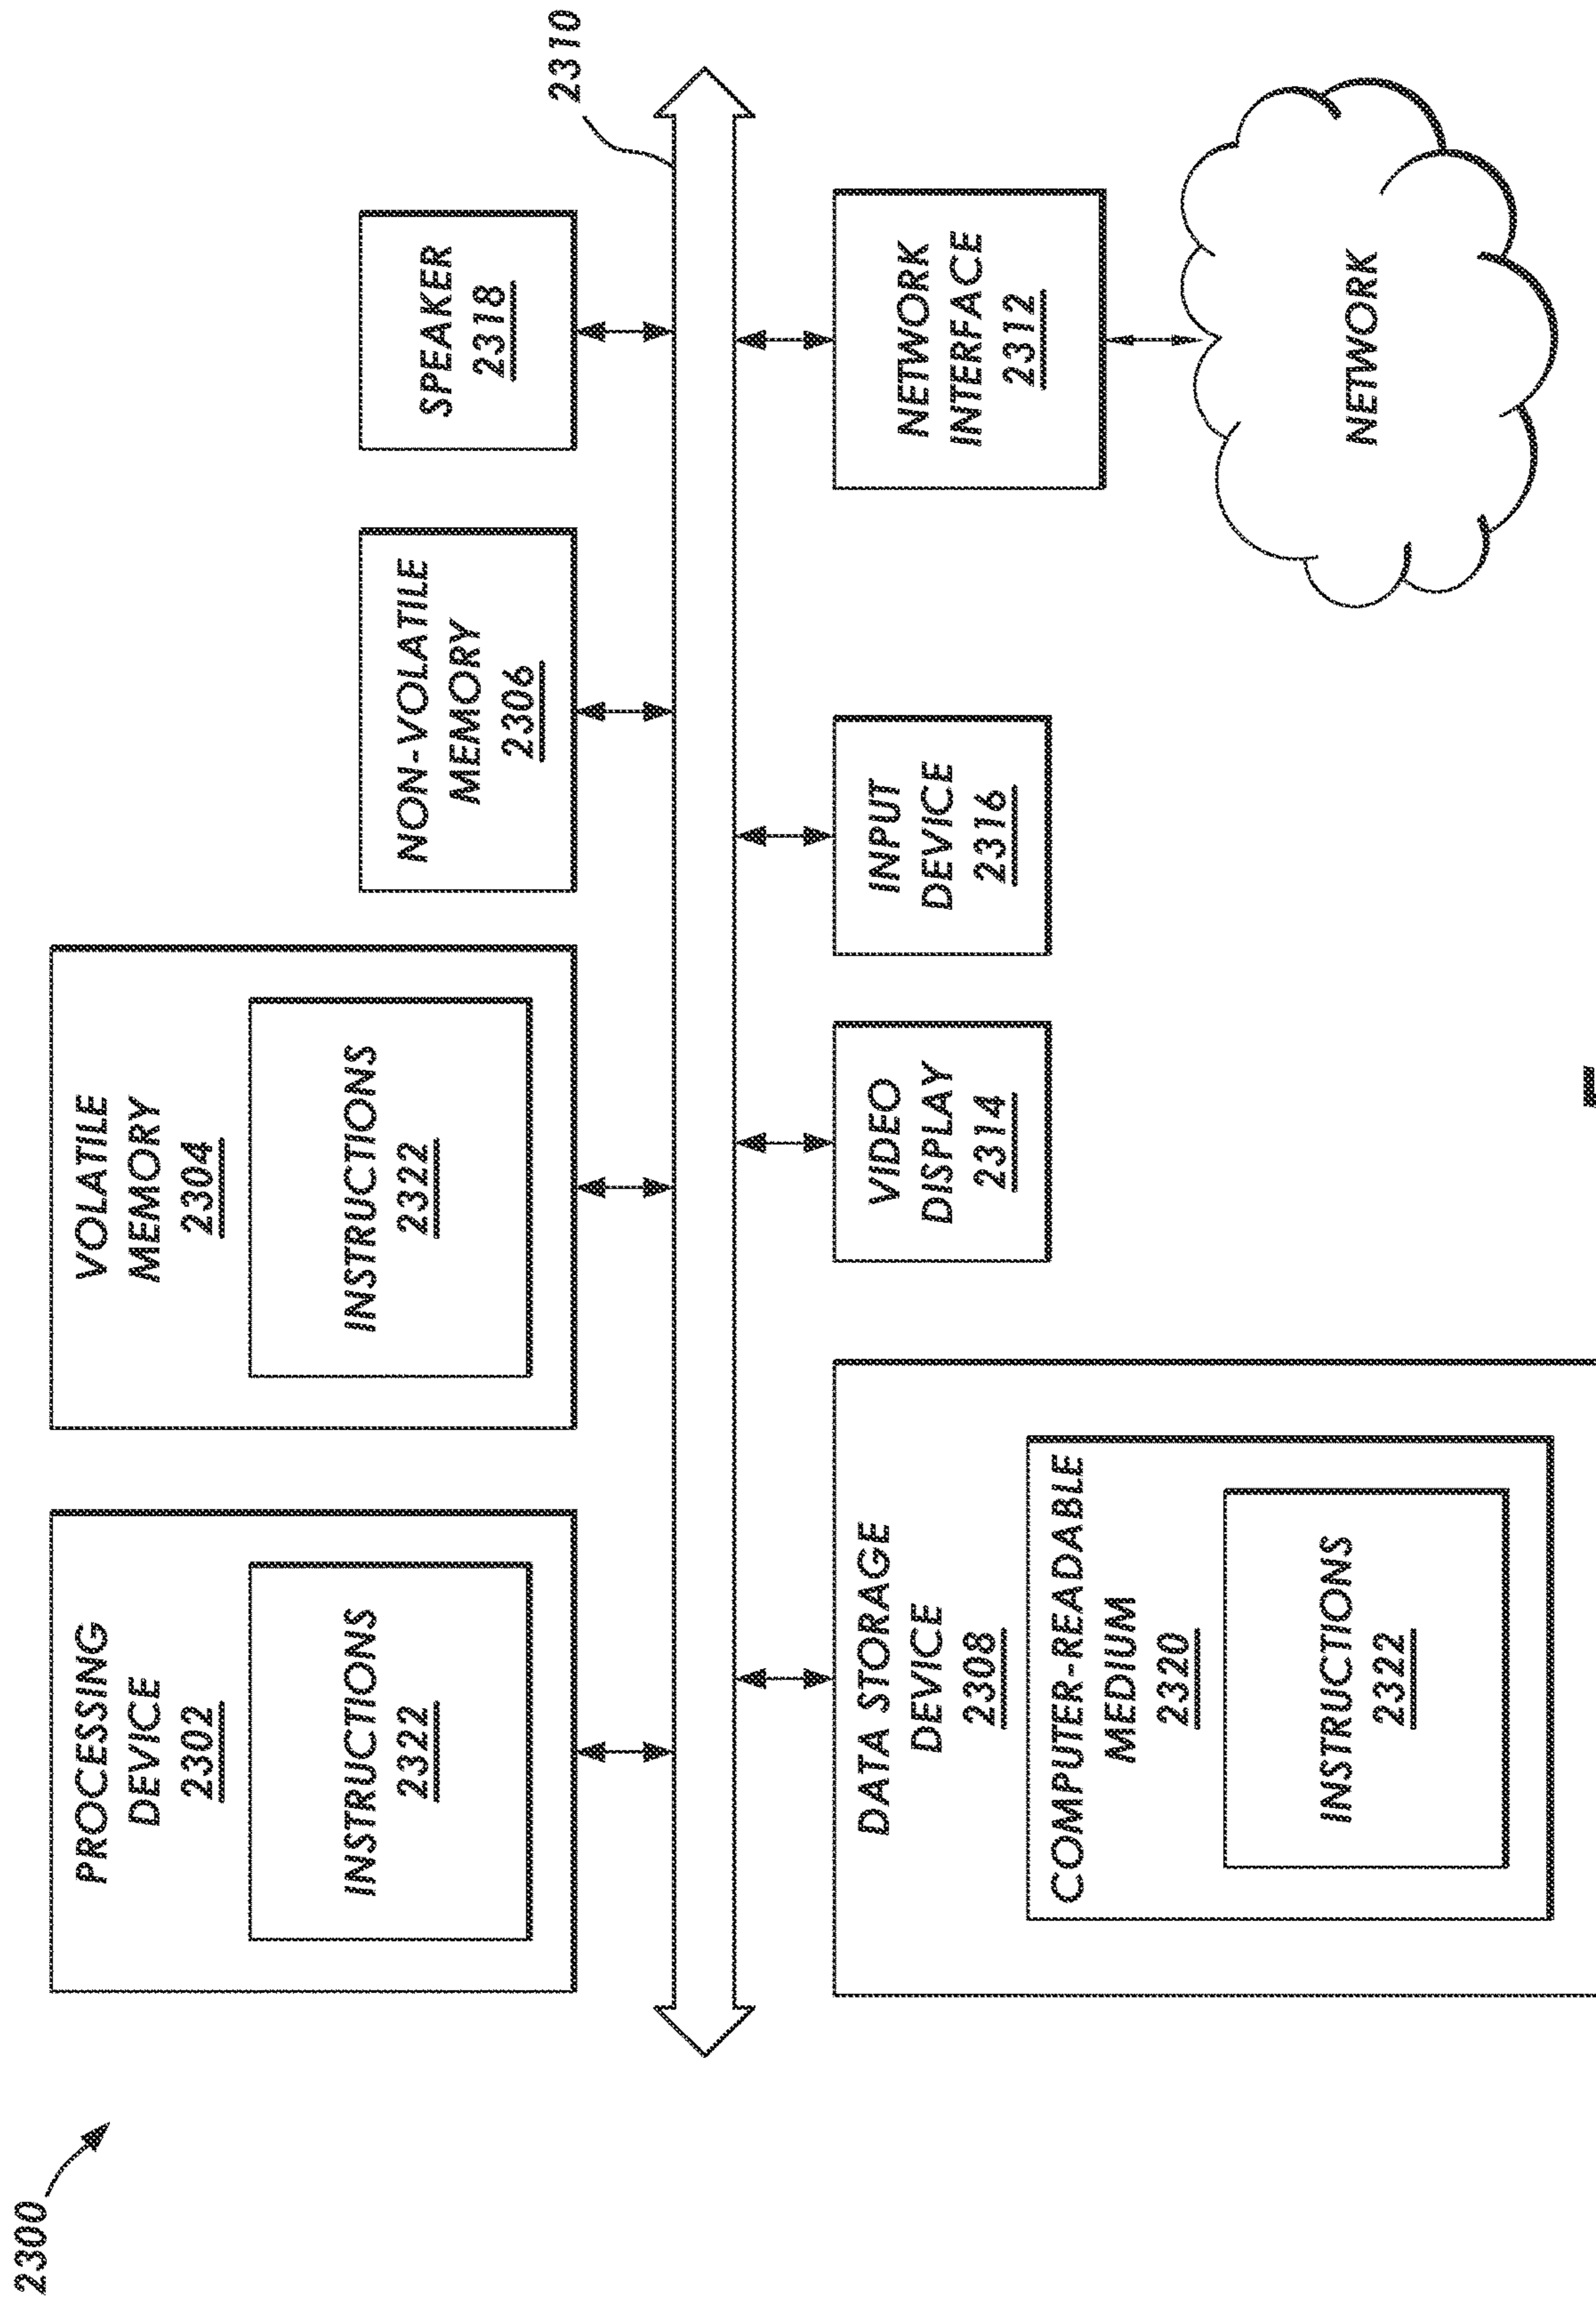 2300
PROCESSING
DEVICE
2302
INSTRUCTIONS
2322
VOLATILE
MEMORY
2304
INSTRUCTIONS
2322
NON-VOLATILE
MEMORY
2306
SPEAKER
2318
2310
DATA STORAGE
DEVICE
2308
COMPUTER-READABLE
MEDIUM
2320
INSTRUCTIONS
2322
VIDEO
DISPLAY
2314
INPUT
DEVICE
2316
NETWORK
INTERFACE
2312
NETWORK